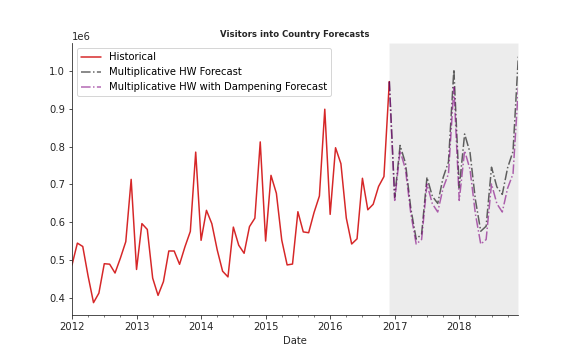 Visitors into Country Forecasts
1e6
Historical
Multiplicative HW Forecast
Multiplicative HW with Dampening Forecast
1.0
0.9
0.8
0.7
0.6
0.5
0.4
2012 2013 2014 2015 2016 2017 2018
Date